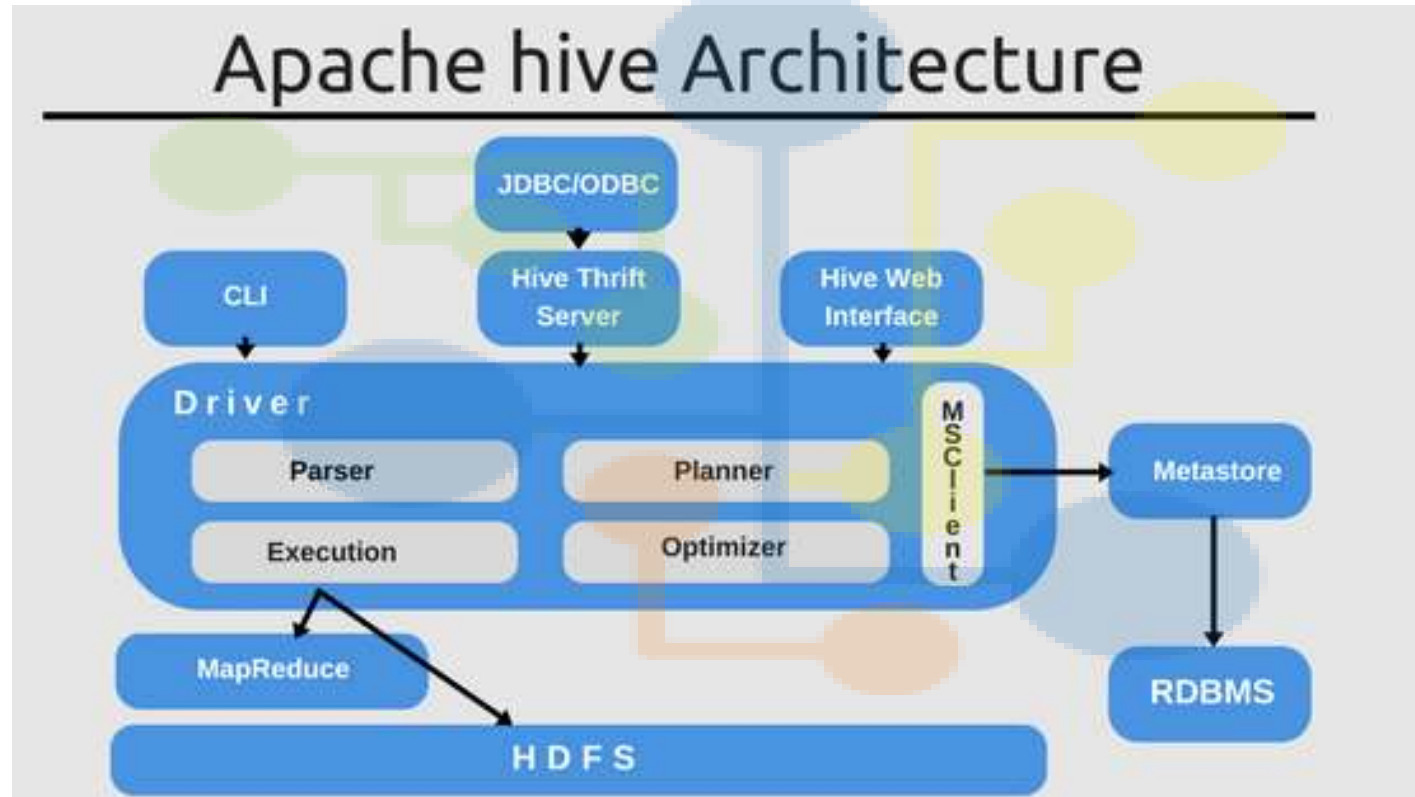 Apache hive Architecture
JDBC/ODBC
CLI
Hive Thrift
Server
Hive Web
Interface
Driver
Parser
Planner
MSClient
Execution
Optimizer
Metastore
MapReduce
RDBMS
HDFS